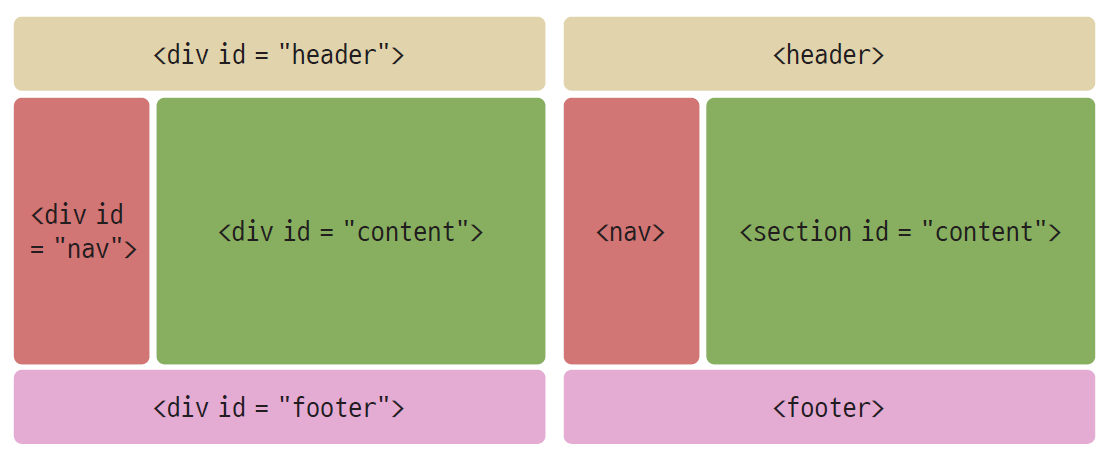 <div id = "header">
<div id
= "nav">
<div id = "content">
<div id = "footer">
<header>
<nav>
<section id = "content">
<footer>